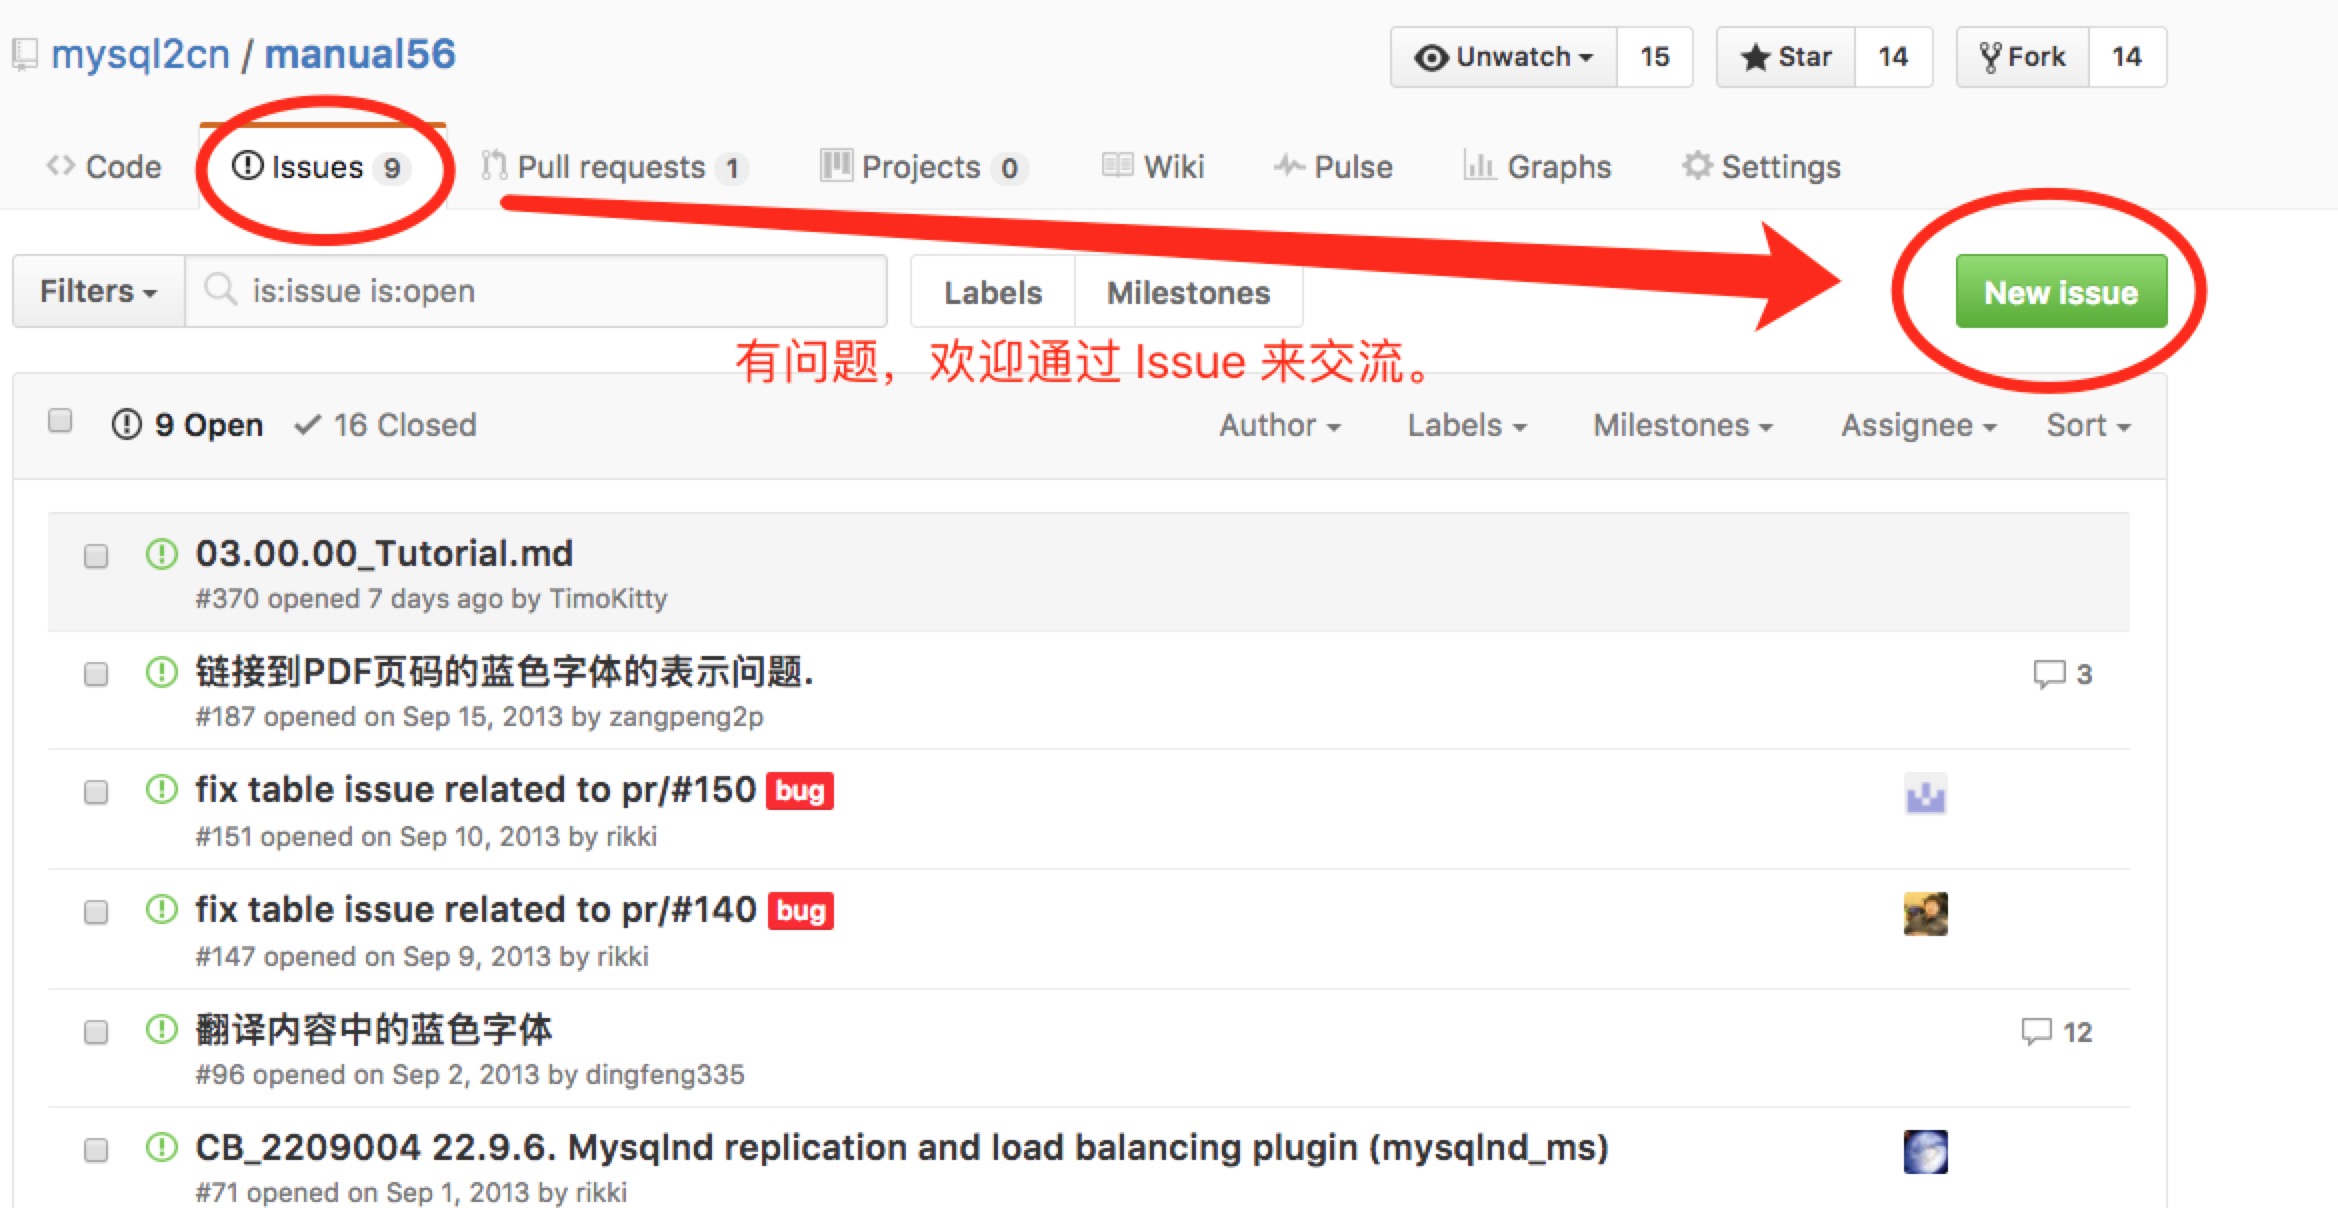 mysql2cn / manual56
Unwatch 15 Star 14 Fork 14
Code Issues 9 Pull requests 1 Projects 0 Wiki Pulse Graphs Settings
Filters is:issue is:open Labels Milestones New issue
有问题，欢迎通过 Issue 来交流。
9 Open 16 Closed Author Labels Milestones Assignee Sort
03.00.00_Tutorial.md
#370 opened 7 days ago by TimoKitty
链接到PDF页码的蓝色字体的表示问题. 3
#187 opened on Sep 15, 2013 by zangpeng2p
fix table issue related to pr/#150 bug
#151 opened on Sep 10, 2013 by rikki
fix table issue related to pr/#140 bug
#147 opened on Sep 9, 2013 by rikki
翻译内容中的蓝色字体 12
#96 opened on Sep 2, 2013 by dingfeng335
CB_2209004 22.9.6. Mysqlnd replication and load balancing plugin (mysqlnd_ms)
#71 opened on Sep 1, 2013 by rikki